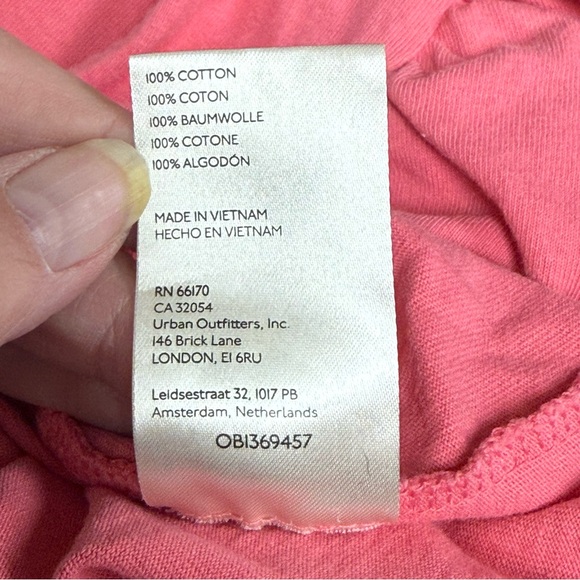 100% COTTON
100% COTON
100% BAUMWOLLE
100% COTONE
100% ALGODÓN
MADE IN VIETNAM
HECHO EN VIETNAM
RN 66170
CA 32054
Urban Outfitters, Inc.
146 Brick Lane
LONDON, E1 6RU
Leidsestraat 32, 1017 PB
Amsterdam, Netherlands
OB1369457